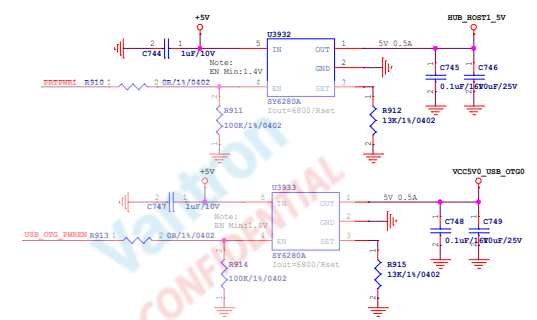 +5V
HUB_HOST1_5V
U3932
2 1
C744 1uF/10V
5 IN OUT 1 5V 0.5A
Note:
EN Min:1.4V
GND 2
C745 C746
0.1uF/16V 10uF/25V
PRTPWR1 R910 1 2 0R/1%/0402
4 EN SET 3
SY6280A
Iout=6800/Rset
R911
100K/1%/0402
R912
13K/1%/0402
+5V
VCC5V0_USB_OTG0
U3933
2 1
C747 1uF/10V
5 IN OUT 1 5V 0.5A
Note:
EN Min:1.4V
GND 2
C748 C749
0.1uF/16V 10uF/25V
USB_OTG_PWREN R913 1 2 0R/1%/0402
4 EN SET 3
SY6280A
Iout=6800/Rset
R914
100K/1%/0402
R915
13K/1%/0402
Vantron
CONFIDENTIAL